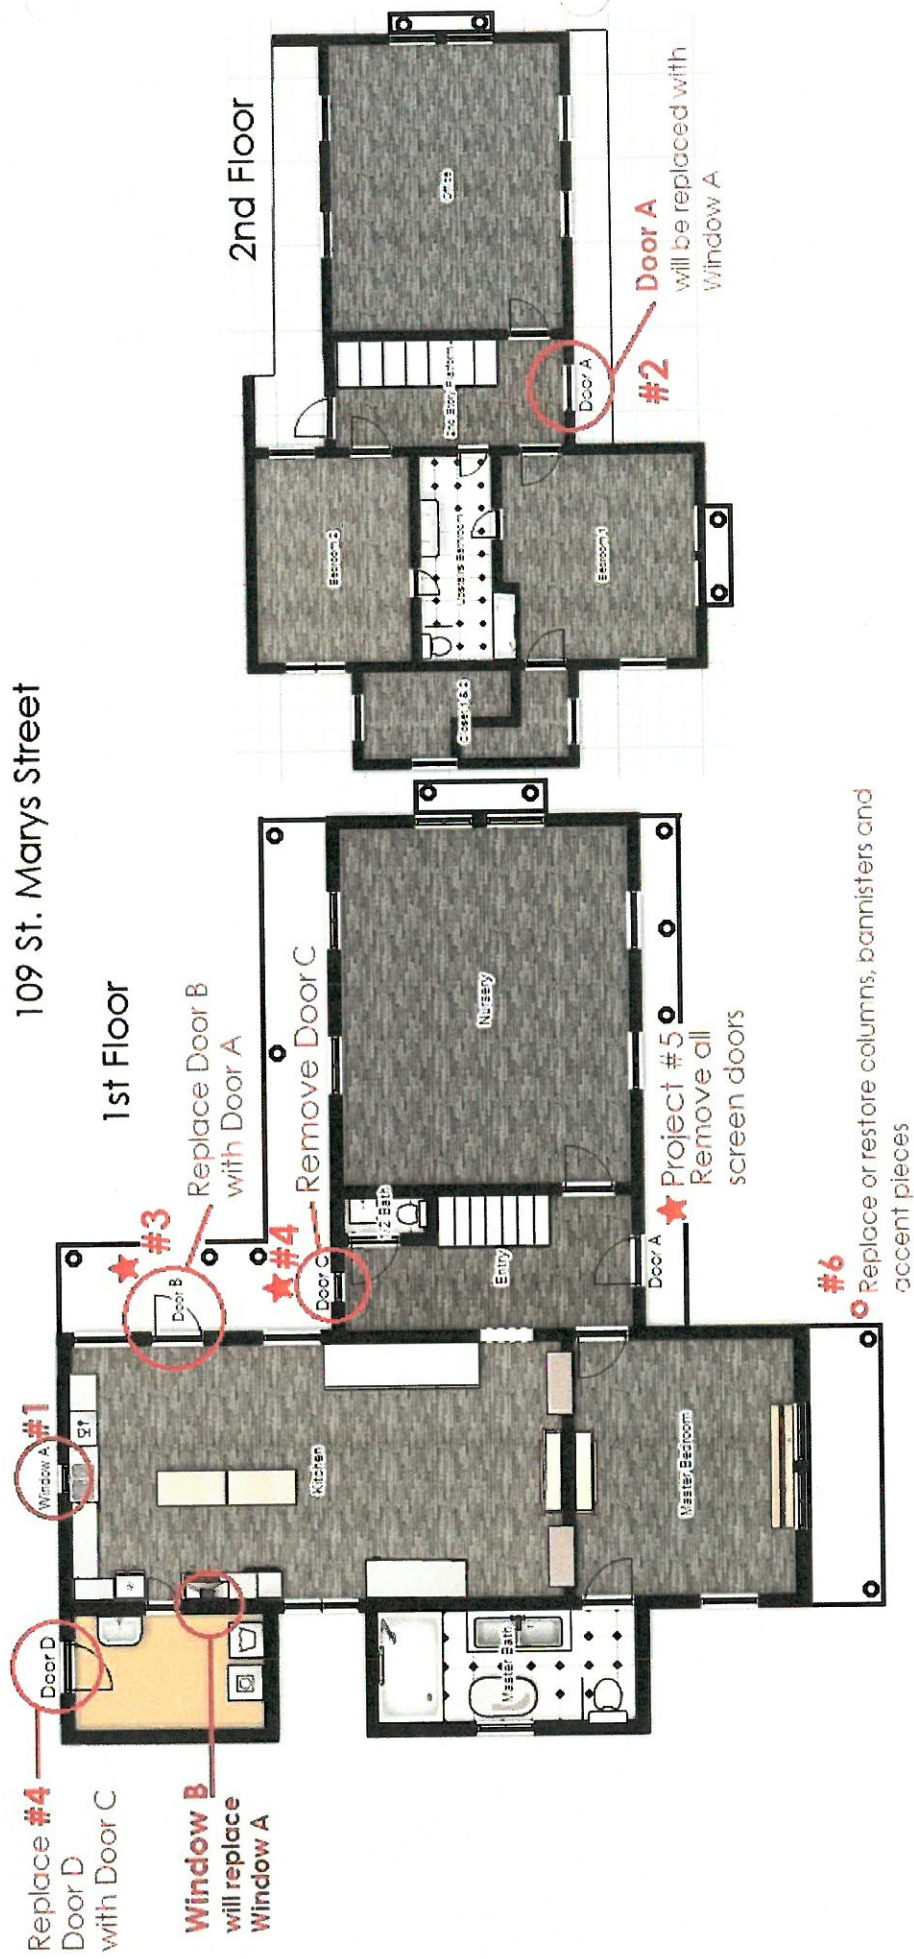 109 St. Marys Street
1st Floor
2nd Floor
Replace #4
Door D
with Door C
Door D
Window B
will replace
Window A
Window A
#1
#3
Door B
Replace Door B
with Door A
#4
Door C
Remove Door C
Kitchen
Master Bath
Master Bedroom
1/2 Bath
Entry
Nursery
Door A
Project #5
Remove all
screen doors
#6
Replace or restore columns, bannisters and
accent pieces
Closet 1 & 2
Bedroom 2
Upstairs Bathroom
Bedroom 1
2nd Story Platform
Office
Door A
#2
Door A
will be replaced with
Window A